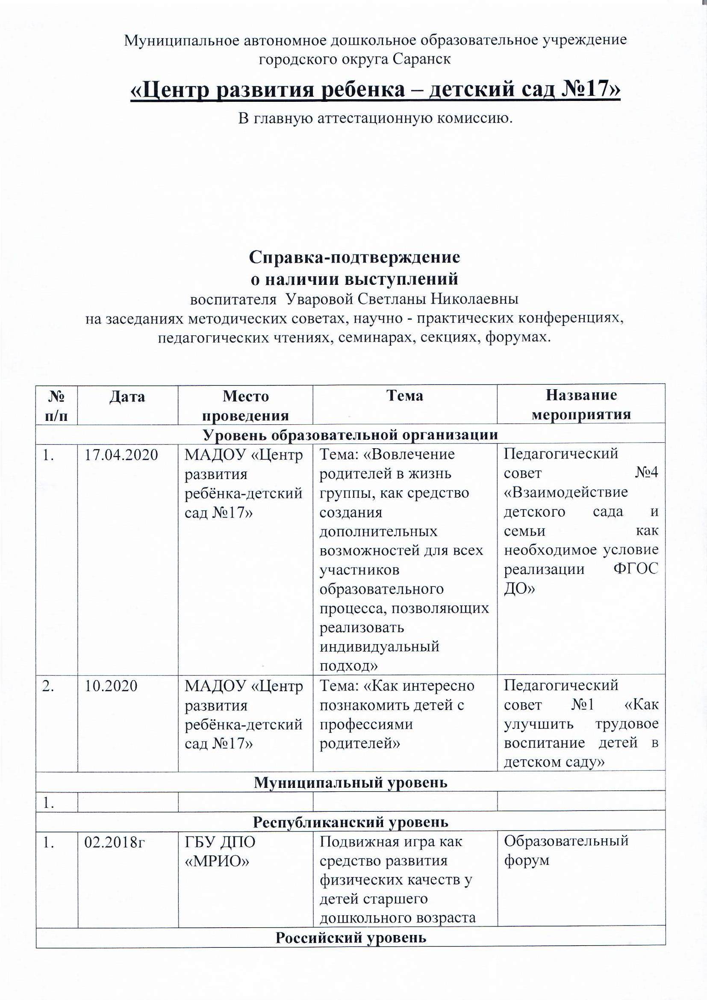 Муниципальное автономное дошкольное образовательное учреждение
городского округа Саранск
«Центр развития ребенка – детский сад №17»
В главную аттестационную комиссию.
Справка-подтверждение
о наличии выступлений
воспитателя Уваровой Светланы Николаевны
на заседаниях методических советах, научно - практических конференциях,
педагогических чтениях, семинарах, секциях, форумах.
№
п/п
Дата
Место
проведения
Тема
Название
мероприятия
Уровень образовательной организации
1.
17.04.2020
МАДОУ «Центр
развития
ребёнка-детский
сад №17»
Тема: «Вовлечение
родителей в жизнь
группы, как средство
создания
дополнительных
возможностей для всех
участников
образовательного
процесса, позволяющих
реализовать
индивидуальный
подход»
Педагогический
совет №4
«Взаимодействие
детского сада и
семьи как
необходимое условие
реализации ФГОС
ДО»
2.
10.2020
МАДОУ «Центр
развития
ребёнка-детский
сад №17»
Тема: «Как интересно
познакомить детей с
профессиями
родителей»
Педагогический
совет №1 «Как
улучшить трудовое
воспитание детей в
детском саду»
Муниципальный уровень
1.
Республиканский уровень
1.
02.2018г
ГБУ ДПО
«МРИО»
Подвижная игра как
средство развития
физических качеств у
детей старшего
дошкольного возраста
Образовательный
форум
Российский уровень